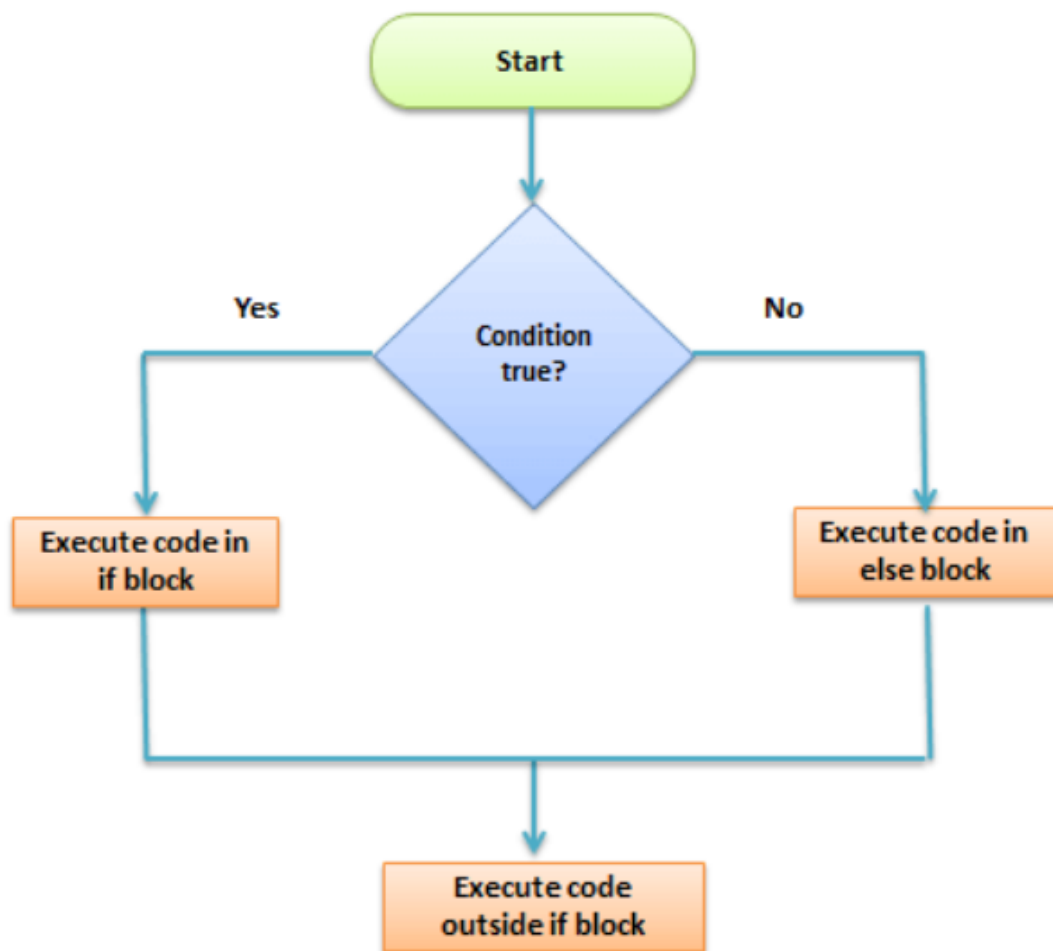 Start
Yes
No
Condition
true?
Execute code in
if block
Execute code in
else block
Execute code
outside if block